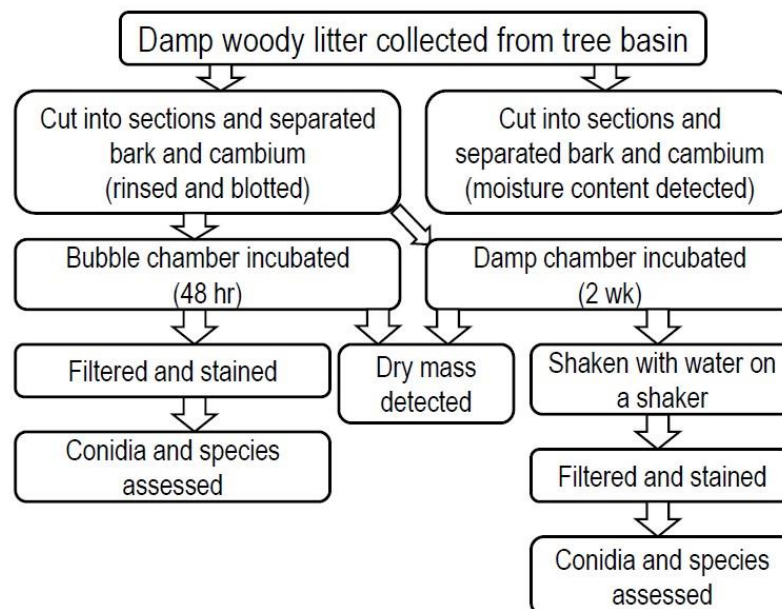 Damp woody litter collected from tree basin
Cut into sections and separated
bark and cambium
(rinsed and blotted)
Cut into sections and
separated bark and cambium
(moisture content detected)
Bubble chamber incubated
(48 hr)
Damp chamber incubated
(2 wk)
Filtered and stained
Dry mass
detected
Shaken with water on
a shaker
Conidia and species
assessed
Filtered and stained
Conidia and species
assessed